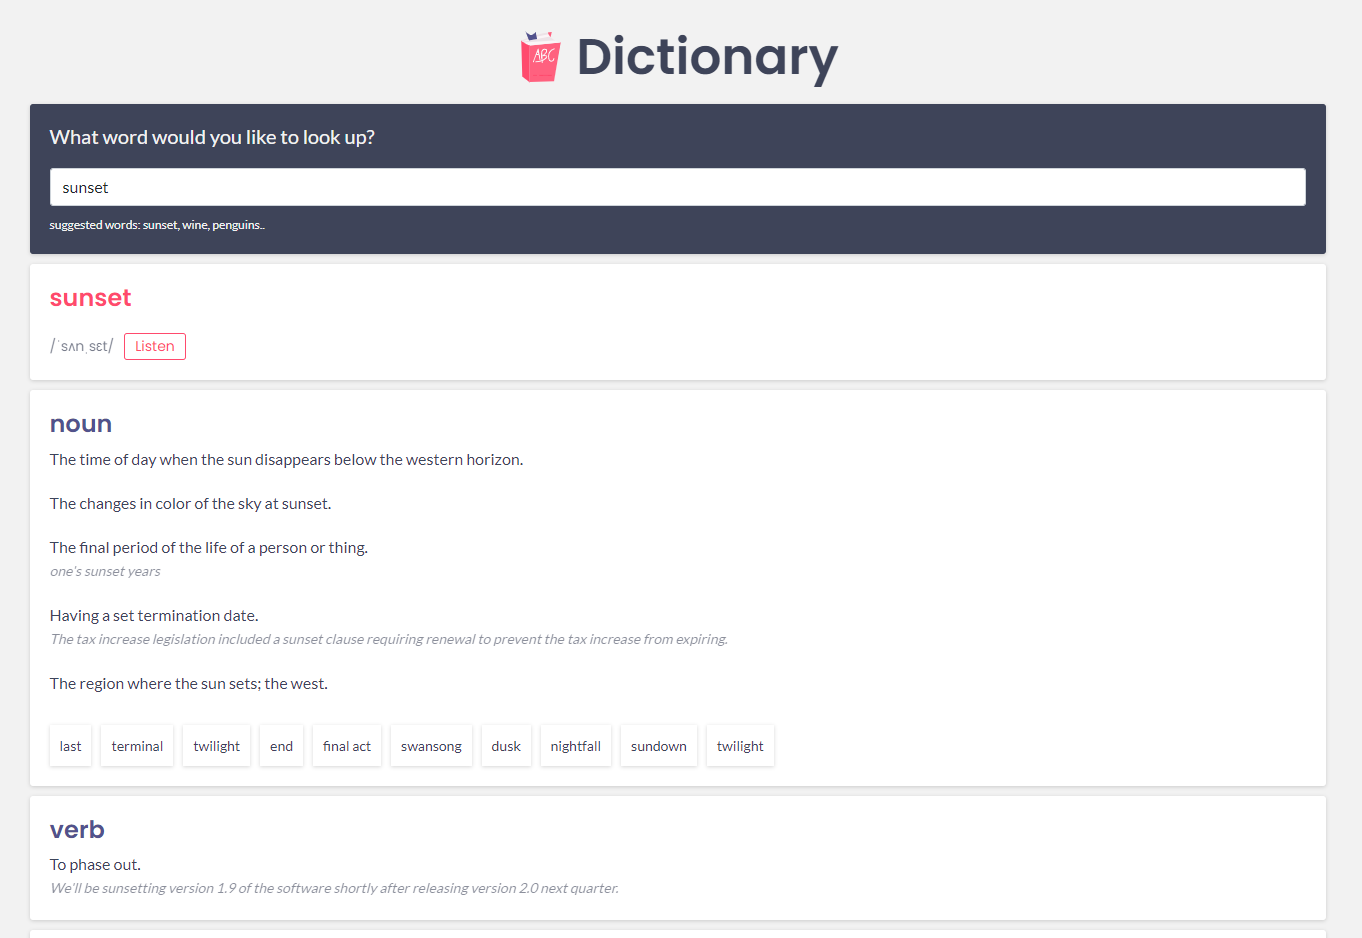 ABC
Dictionary
What word would you like to look up?
sunset
suggested words: sunset, wine, penguins..
sunset
/ˈsʌnˌsɛt/ Listen
noun
The time of day when the sun disappears below the western horizon.
The changes in color of the sky at sunset.
The final period of the life of a person or thing.
one's sunset years
Having a set termination date.
The tax increase legislation included a sunset clause requiring renewal to prevent the tax increase from expiring.
The region where the sun sets; the west.
last terminal twilight end final act swansong dusk nightfall sundown twilight
verb
To phase out.
We'll be sunsetting version 1.9 of the software shortly after releasing version 2.0 next quarter.